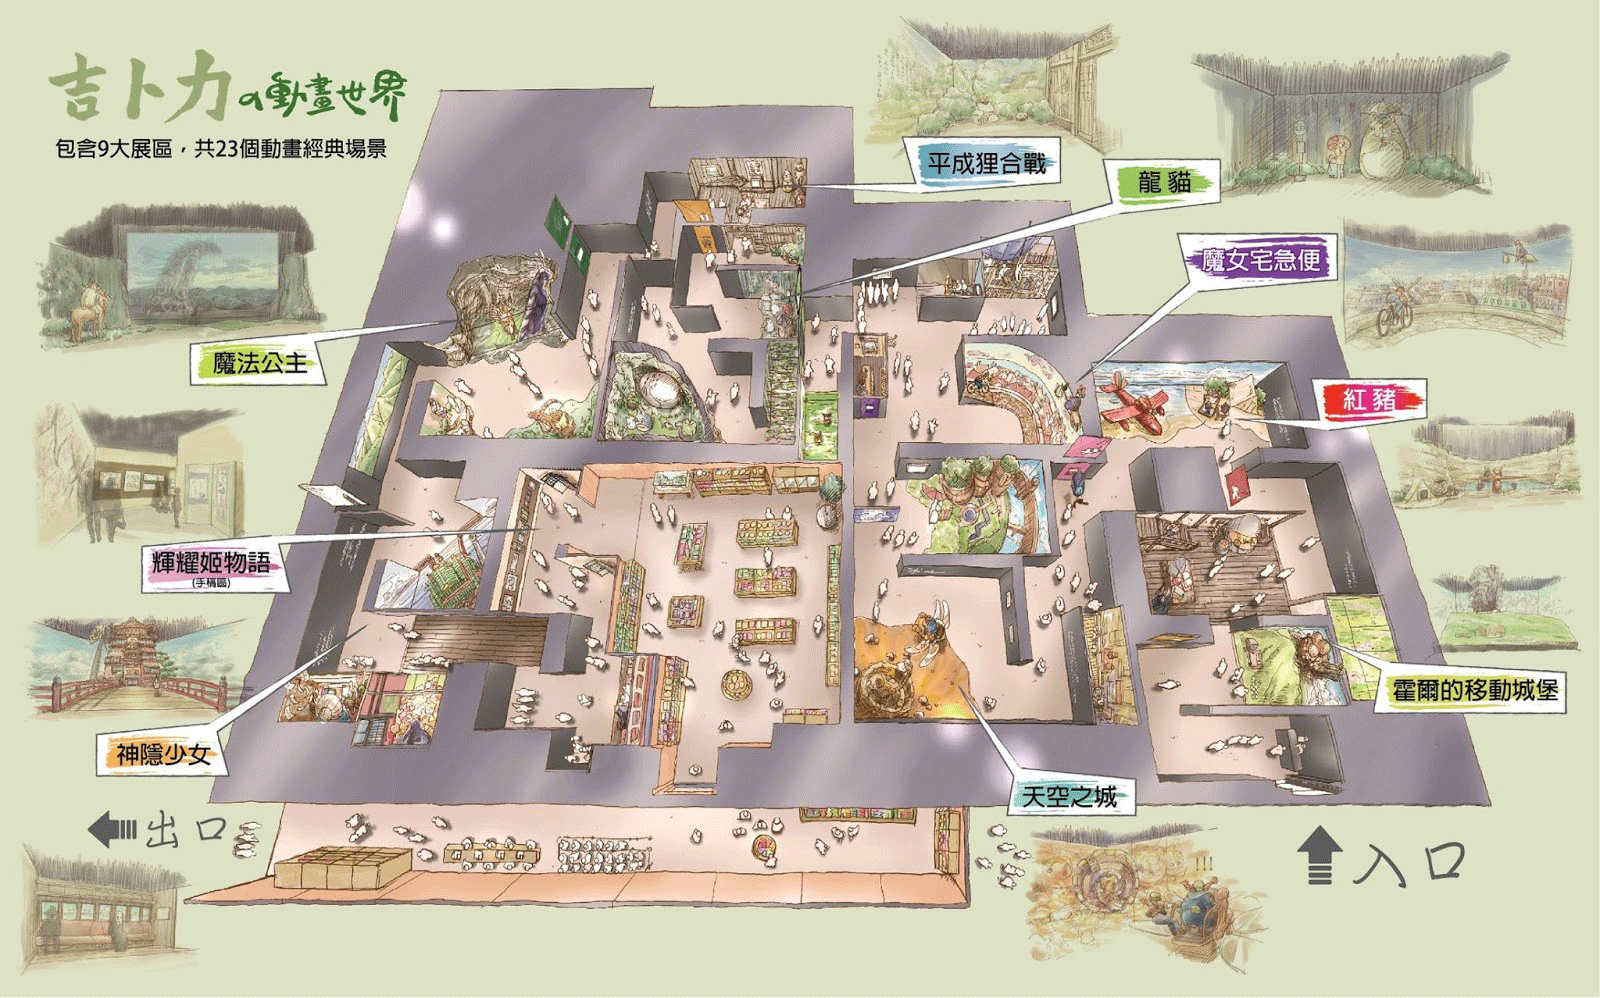 吉卜力の動畫世界
包含9大展區，共23個動畫經典場景
平成狸合戰
龍貓
魔女宅急便
紅豬
魔法公主
輝耀姬物語
(手稿區)
霍爾的移動城堡
神隱少女
天空之城
出口
入口